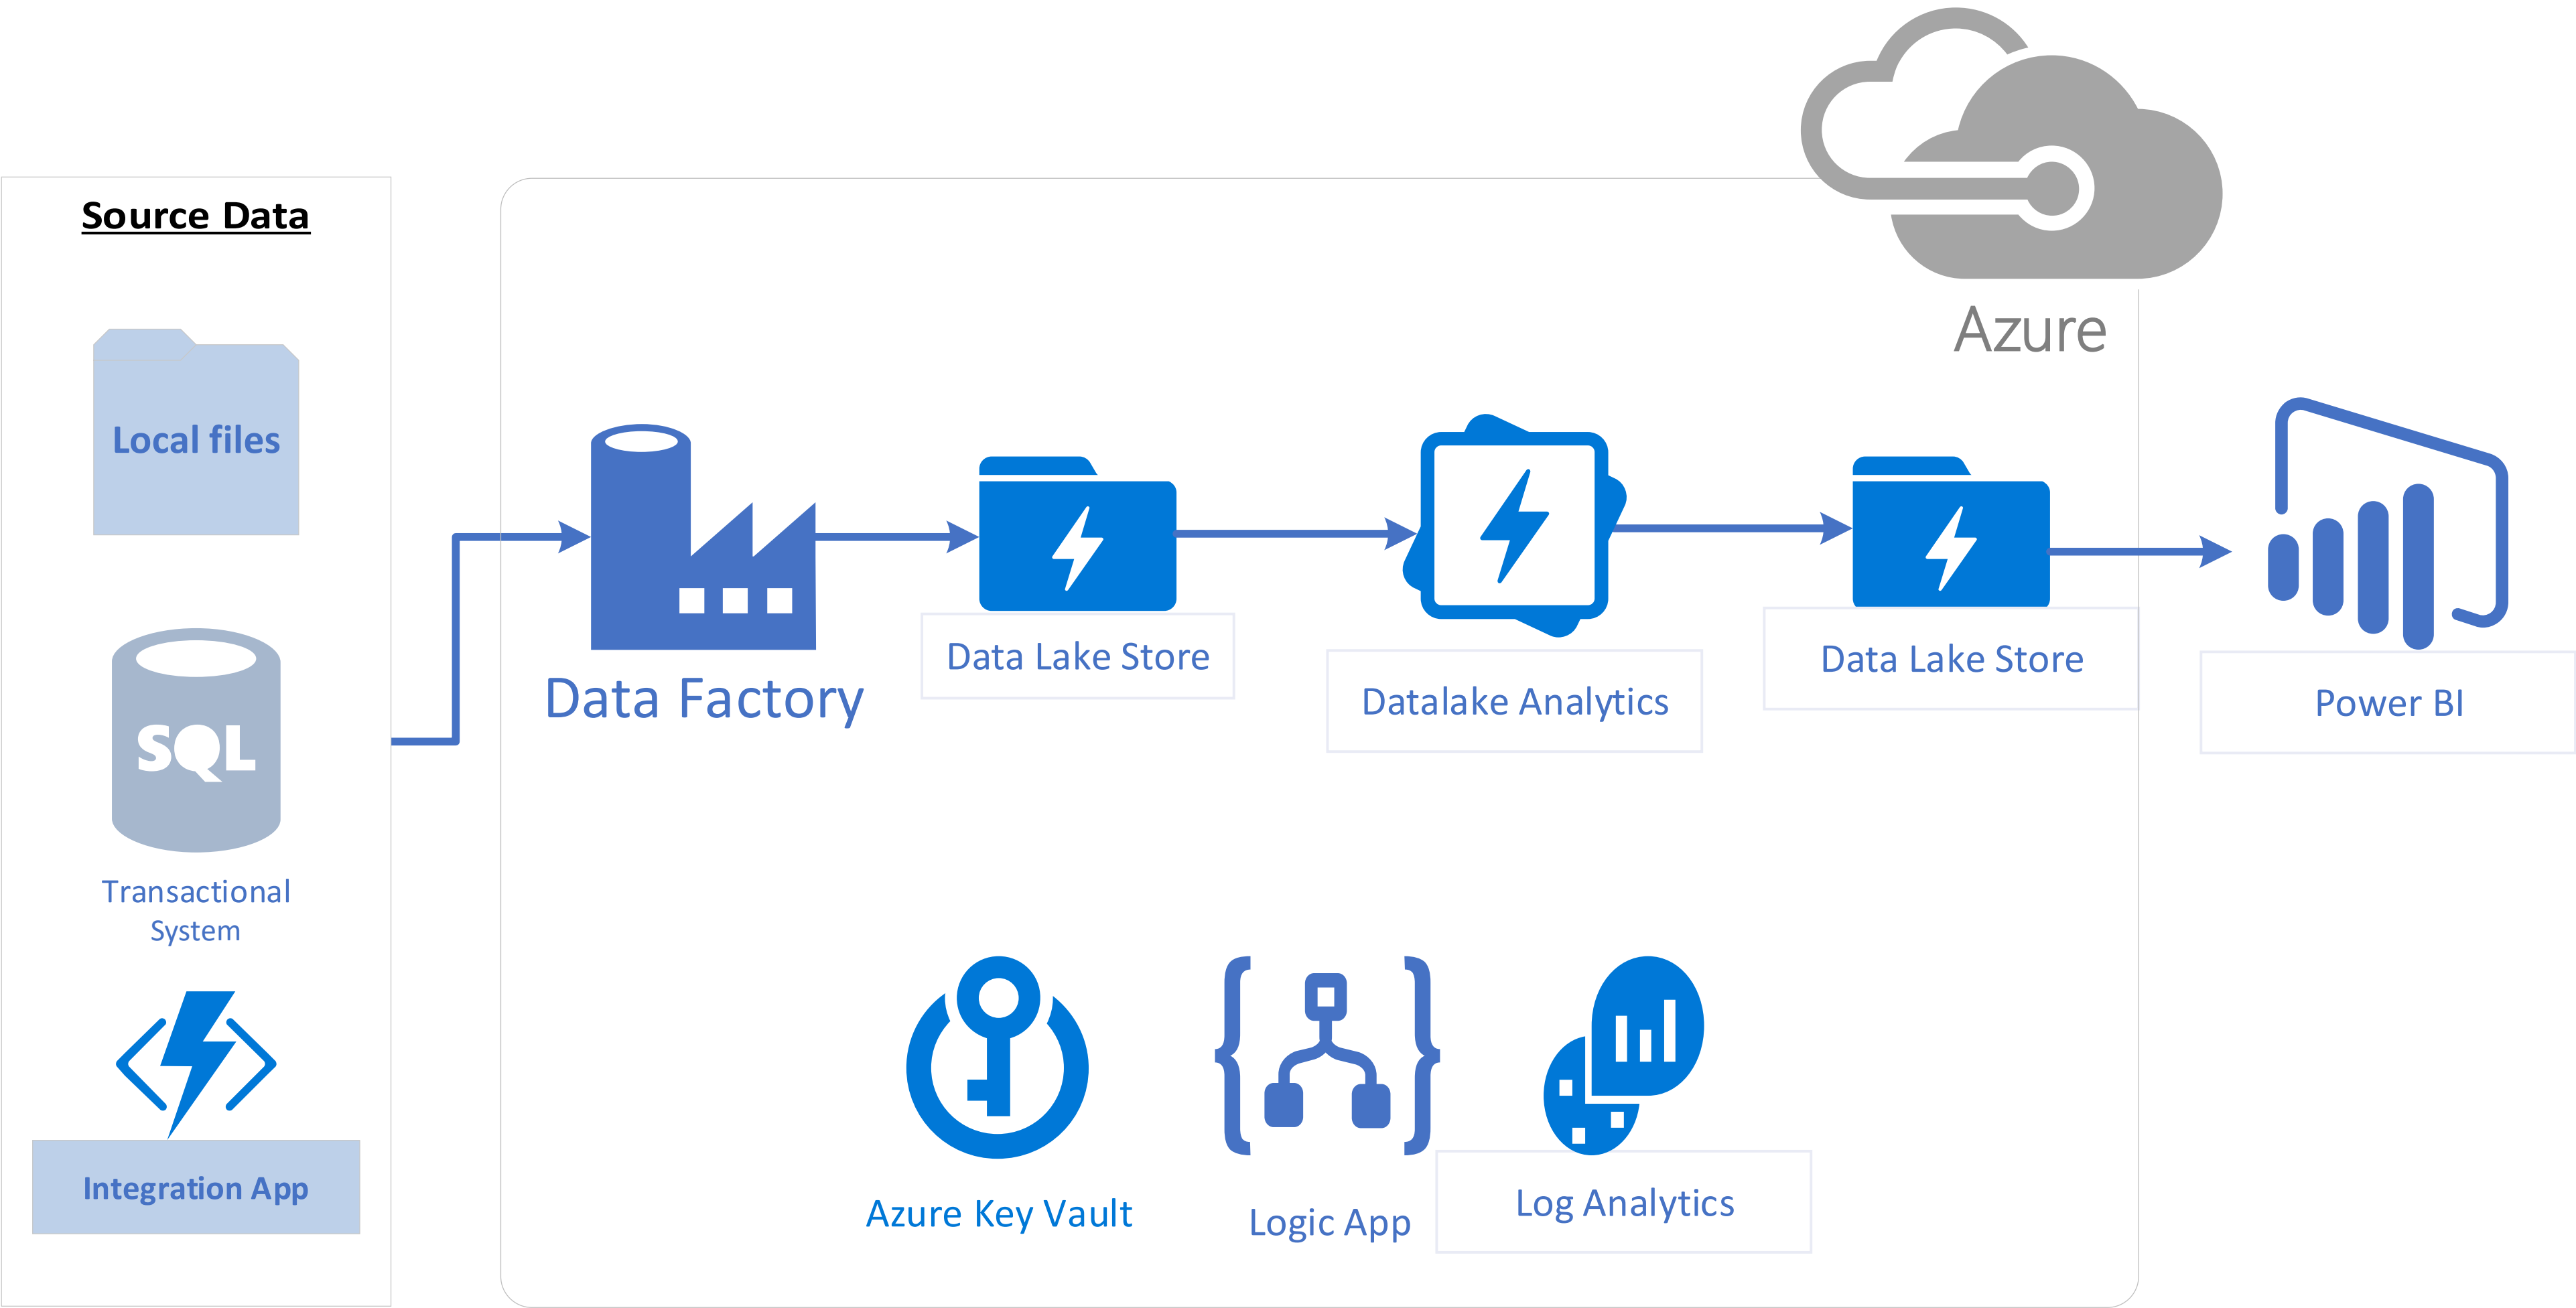 Azure
Source Data
Local files
SQL
Transactional
System
Integration App
Data Factory
Data Lake Store
Datalake Analytics
Data Lake Store
Power BI
Azure Key Vault
Logic App
Log Analytics